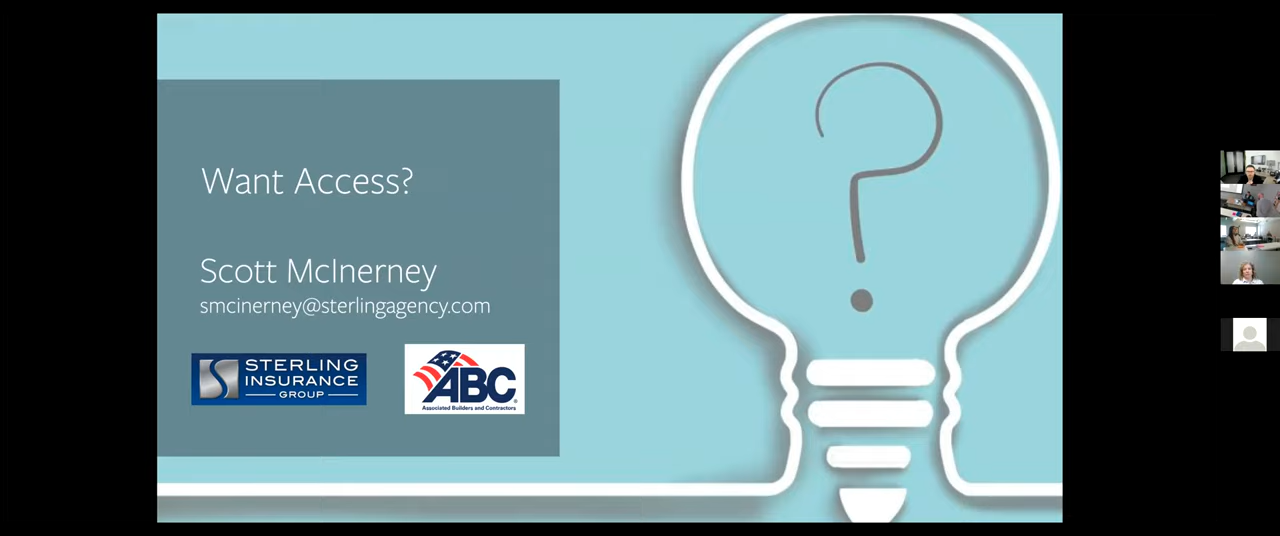 Want Access?
Scott McInerney
smcinerney@sterlingagency.com
STERLING
INSURANCE
GROUP
ABC
Associated Builders and Contractors